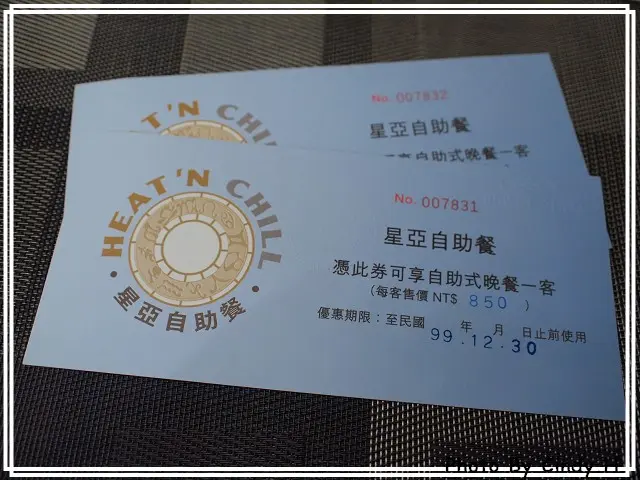 No. 007832
T'N CHILL
星亞自助餐
享自助式晚餐一客
No. 007831
HEAT'N CHILL
星亞自助餐
星亞自助餐
憑此券可享自助式晚餐一客
(每客售價NT$ 850 )
優惠期限:至民國 年 月 日止前使用
99.12.30
Photo By Cindy